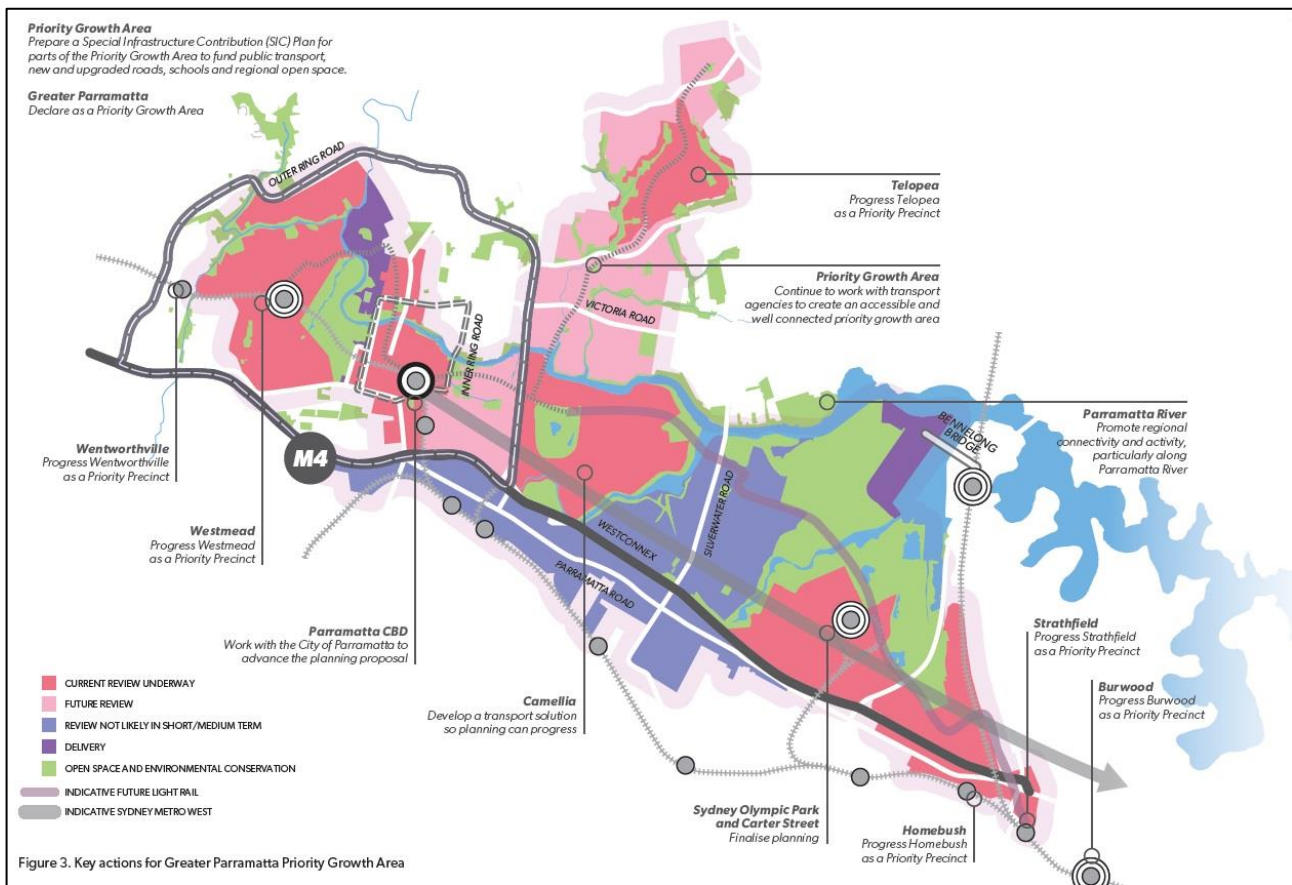 Priority Growth Area
Prepare a Special Infrastructure Contribution (SIC) Plan for
parts of the Priority Growth Area to fund public transport,
new and upgraded roads, schools and regional open space.
Greater Parramatta
Declare as a Priority Growth Area
OUTER RING ROAD
Telopea
Progress Telopea
as a Priority Precinct
Priority Growth Area
Continue to work with transport
agencies to create an accessible and
well connected priority growth area
VICTORIA ROAD
INNER RING ROAD
Parramatta River
Promote regional
connectivity and activity,
particularly along
Parramatta River
BENNELONG
BRIDGE
Wentworthville
Progress Wentworthville
as a Priority Precinct
M4
SILVERWATER ROAD
WESTCONNEX
PARRAMATTA ROAD
Westmead
Progress Westmead
as a Priority Precinct
Parramatta CBD
Work with the City of Parramatta to
advance the planning proposal
Camellia
Develop a transport solution
so planning can progress
Strathfield
Progress Strathfield
as a Priority Precinct
Burwood
Progress Burwood
as a Priority Precinct
Sydney Olympic Park
and Carter Street
Finalise planning
Homebush
Progress Homebush
as a Priority Precinct
CURRENT REVIEW UNDERWAY
FUTURE REVIEW
REVIEW NOT LIKELY IN SHORT/MEDIUM TERM
DELIVERY
OPEN SPACE AND ENVIRONMENTAL CONSERVATION
INDICATIVE FUTURE LIGHT RAIL
INDICATIVE SYDNEY METRO WEST
Figure 3. Key actions for Greater Parramatta Priority Growth Area